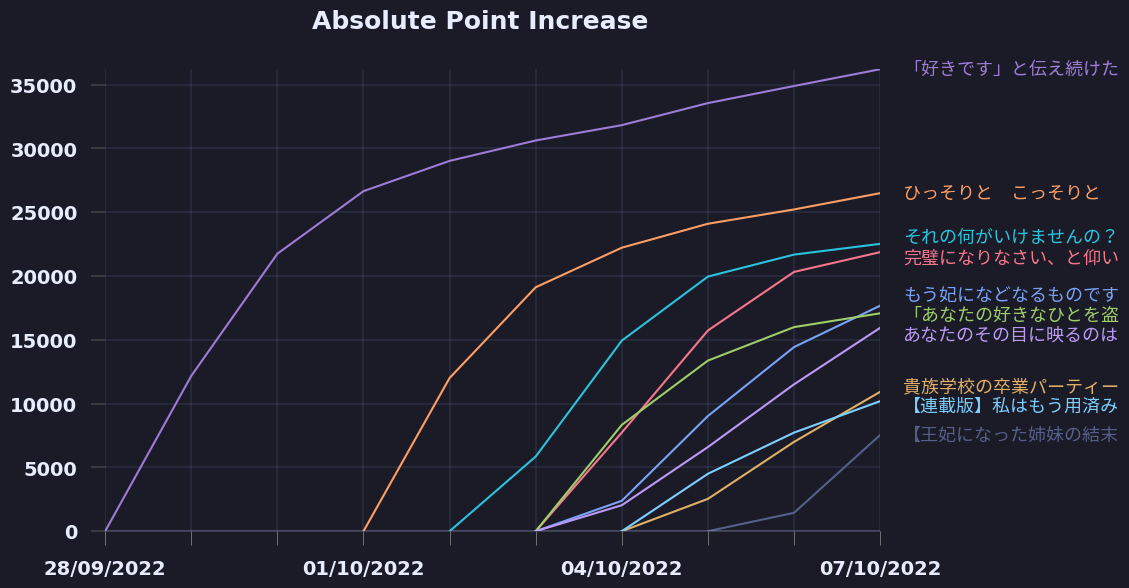 Absolute Point Increase
35000
30000
25000
20000
15000
10000
5000
0
28/09/2022
01/10/2022
04/10/2022
07/10/2022
「好きです」と伝え続けた
ひっそりと　こっそりと
それの何がいけませんの？
完璧になりなさい、と仰い
もう妃になどなるものです
「あなたの好きなひとを盗
あなたのその目に映るのは
貴族学校の卒業パーティー
【連載版】私はもう用済み
【王妃になった姉妹の結末